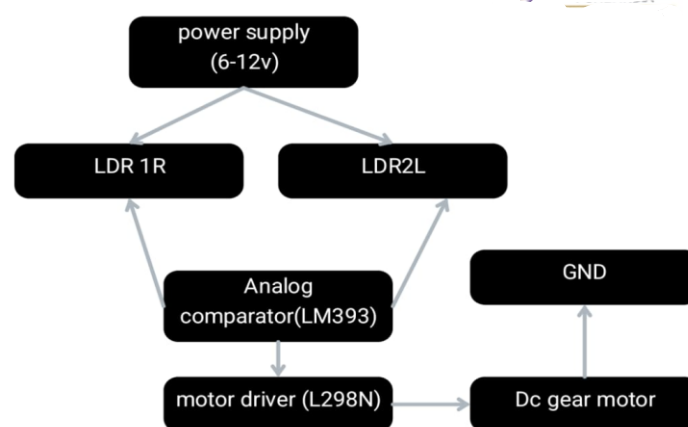 power supply
(6-12v)
LDR 1R
LDR2L
Analog
comparator(LM393)
GND
motor driver (L298N)
Dc gear motor